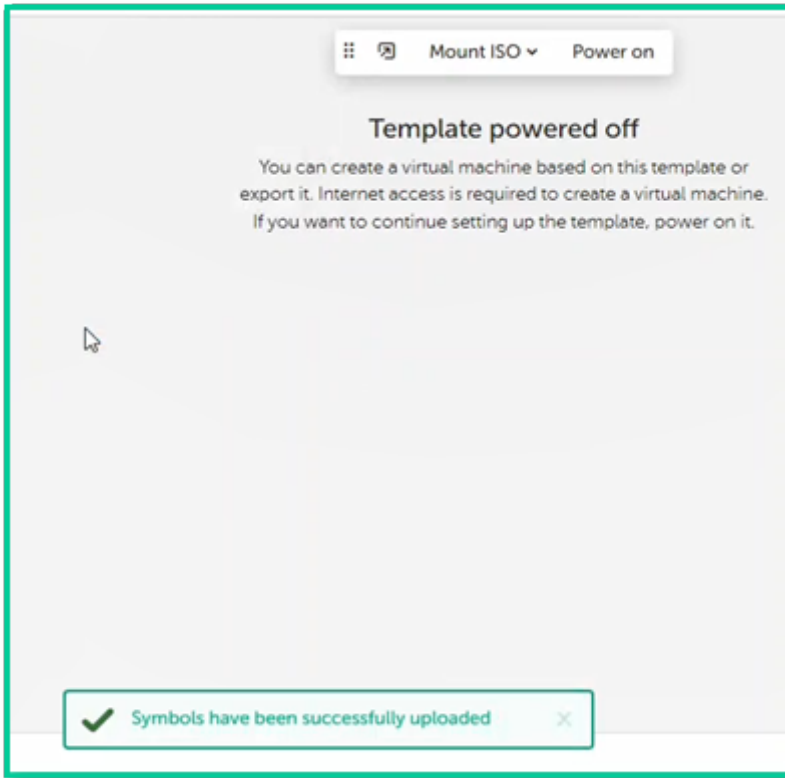 Mount ISO Power on
Template powered off
You can create a virtual machine based on this template or
export it. Internet access is required to create a virtual machine.
If you want to continue setting up the template, power on it.
Symbols have been successfully uploaded